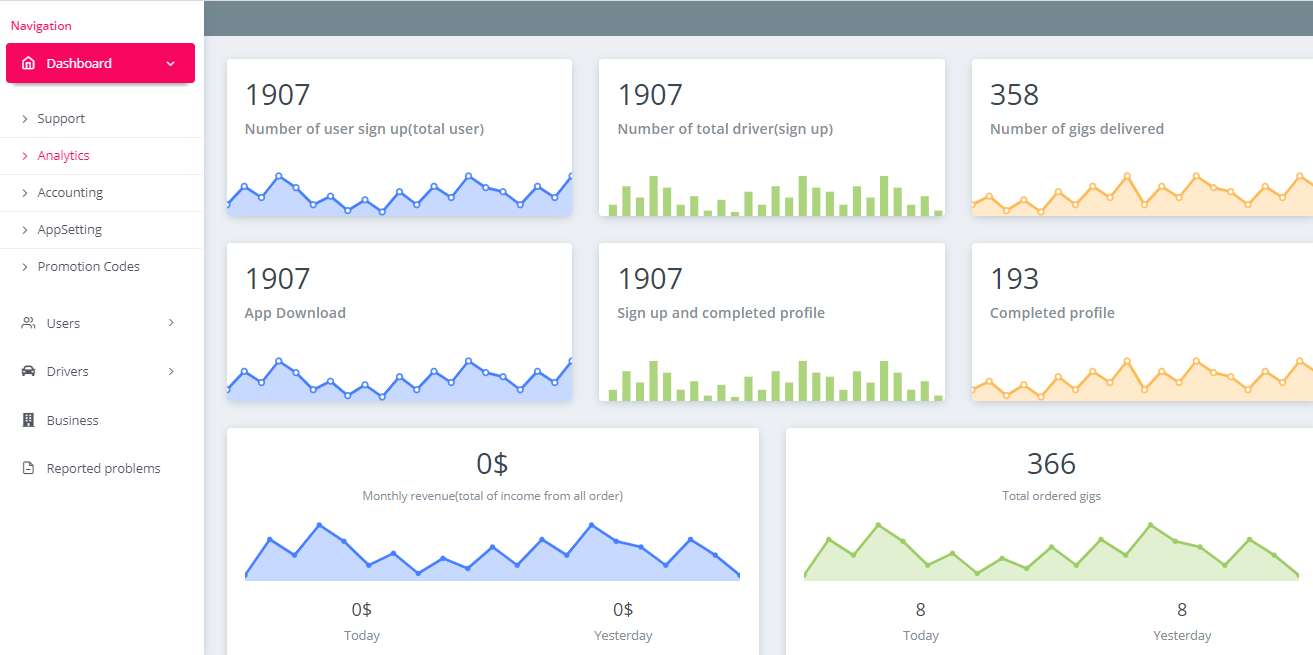 Navigation
Dashboard
Support
Analytics
Accounting
AppSetting
Promotion Codes
Users
Drivers
Business
Reported problems
1907
Number of user sign up(total user)
1907
Number of total driver(sign up)
358
Number of gigs delivered
1907
App Download
1907
Sign up and completed profile
193
Completed profile
0$
Monthly revenue(total of income from all order)
0$
Today
0$
Yesterday
366
Total ordered gigs
8
Today
8
Yesterday